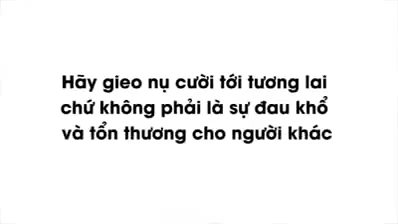 Hãy gieo nụ cười tới tương lai
chứ không phải là sự đau khổ
và tổn thương cho người khác